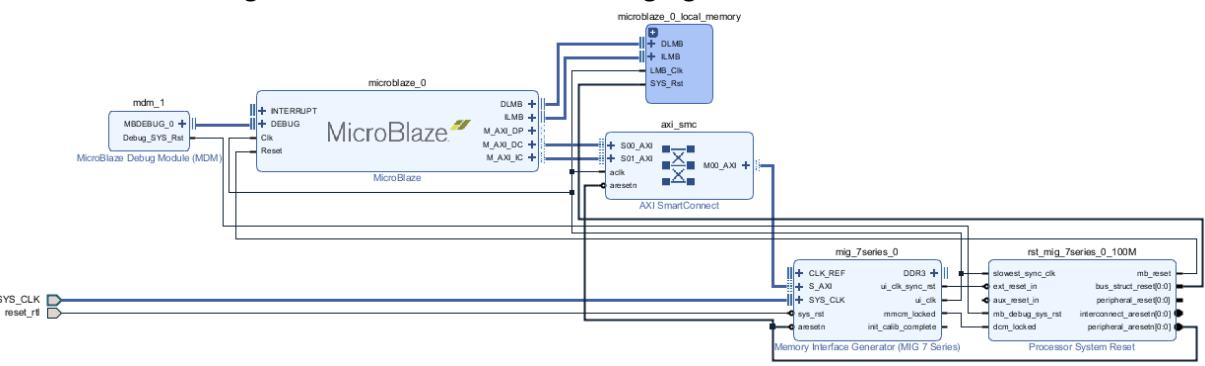 microblaze_0_local_memory
DLMB
ILMB
LMB_Clk
SYS_Rst
microblaze_0
INTERRUPT
DEBUG
Clk
Reset
MicroBlaze
DLMB
ILMB
M_AXI_DP
M_AXI_DC
M_AXI_IC
MicroBlaze
mdm_1
MBDEBUG_0
Debug_SYS_Rst
MicroBlaze Debug Module (MDM)
axi_smc
S00_AXI
S01_AXI
aclk
aresetn
M00_AXI
AXI SmartConnect
mig_7series_0
CLK_REF
S_AXI
SYS_CLK
sys_rst
aresetn
DDR3
ui_clk_sync_rst
ui_clk
mmcm_locked
init_calib_complete
Memory Interface Generator (MIG 7 Series)
rst_mig_7series_0_100M
slowest_sync_clk
ext_reset_in
aux_reset_in
mb_debug_sys_rst
dcm_locked
mb_reset
bus_struct_reset[0:0]
peripheral_reset[0:0]
interconnect_aresetn[0:0]
peripheral_aresetn[0:0]
Processor System Reset
SYS_CLK
reset_rtl